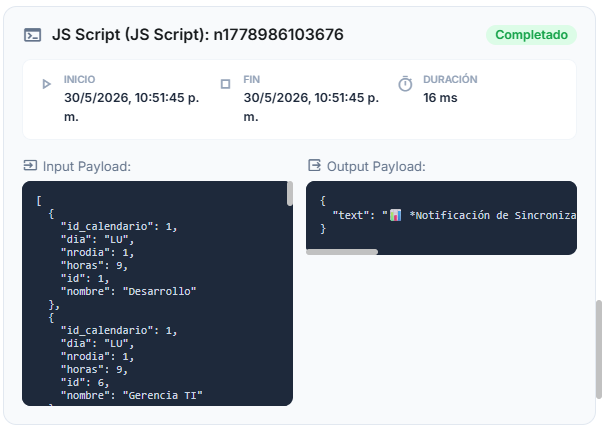 JS Script (JS Script): n1778986103676
Completado
INICIO
30/5/2026, 10:51:45 p.
m.
FIN
30/5/2026, 10:51:45 p.
m.
DURACIÓN
16 ms
Input Payload:
[
{
"id_calendario": 1,
"dia": "LU",
"nrodia": 1,
"horas": 9,
"id": 1,
"nombre": "Desarrollo"
},
{
"id_calendario": 1,
"dia": "LU",
"nrodia": 1,
"horas": 9,
"id": 6,
"nombre": "Gerencia TI"
Output Payload:
{
"text": "📊 *Notificación de Sincroniza
}